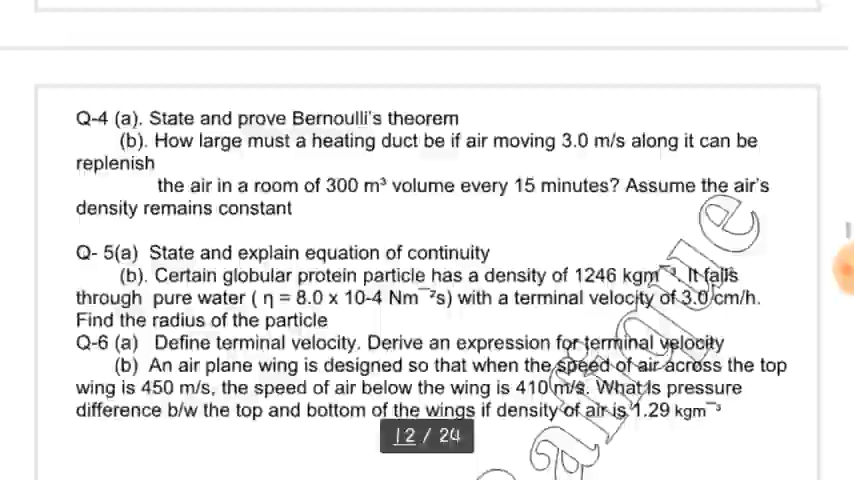 Q-4 (a). State and prove Bernoulli's theorem
(b). How large must a heating duct be if air moving 3.0 m/s along it can be
replenish
the air in a room of 300 m³ volume every 15 minutes? Assume the air's
density remains constant
Q- 5(a) State and explain equation of continuity
(b). Certain globular protein particle has a density of 1246 kgm⁻³. It falls
through pure water ( η = 8.0 x 10-4 Nm⁻²s) with a terminal velocity of 3.0 cm/h.
Find the radius of the particle
Q-6 (a) Define terminal velocity. Derive an expression for terminal velocity
(b) An air plane wing is designed so that when the speed of air across the top
wing is 450 m/s, the speed of air below the wing is 410 m/s. What is pressure
difference b/w the top and bottom of the wings if density of air is 1.29 kgm⁻³
12 / 24